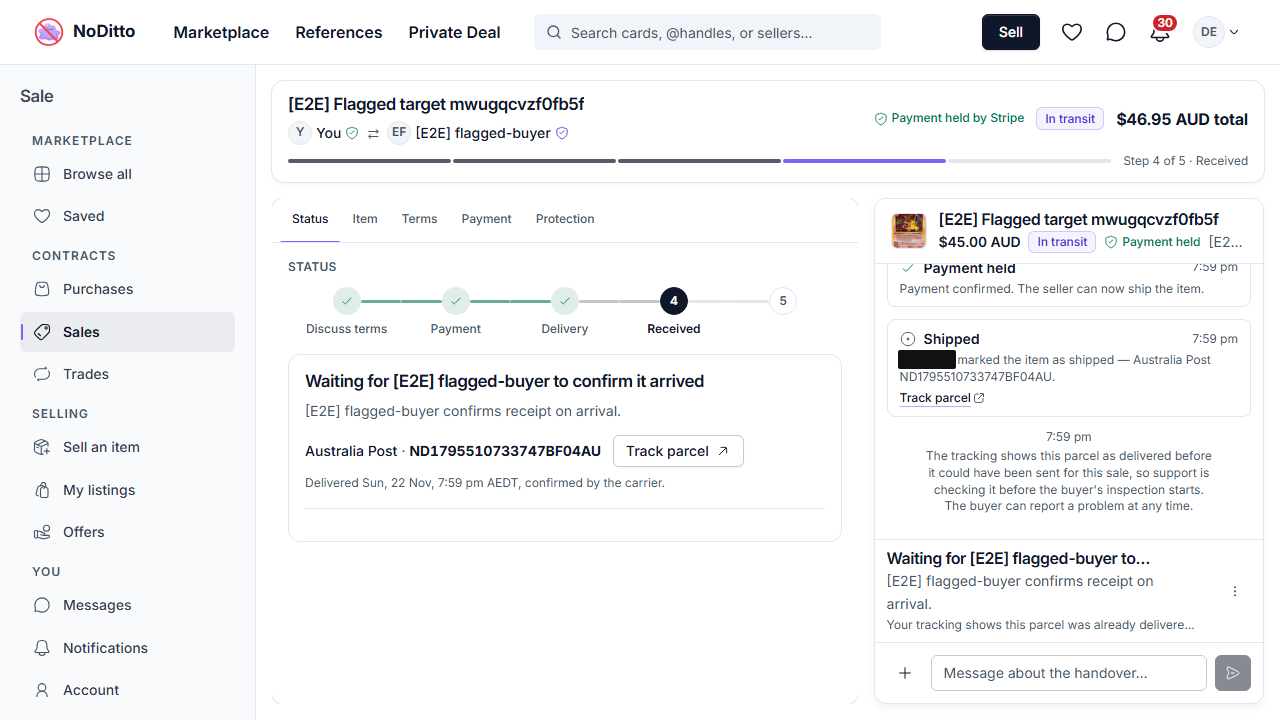 NoDitto
Marketplace
References
Private Deal
Search cards, @handles, or sellers...
Sell
30
DE
Sale
MARKETPLACE
Browse all
Saved
CONTRACTS
Purchases
Sales
Trades
SELLING
Sell an item
My listings
Offers
YOU
Messages
Notifications
Account
[E2E] Flagged target mwugqcvzf0fb5f
Y You EF [E2E] flagged-buyer
Payment held by Stripe
In transit
$46.95 AUD total
Step 4 of 5 · Received
Status
Item
Terms
Payment
Protection
STATUS
4
5
Discuss terms
Payment
Delivery
Received
Waiting for [E2E] flagged-buyer to confirm it arrived
[E2E] flagged-buyer confirms receipt on arrival.
Australia Post · ND1795510733747BF04AU
Track parcel
Delivered Sun, 22 Nov, 7:59 pm AEDT, confirmed by the carrier.
[E2E] Flagged target mwugqcvzf0fb5f
$45.00 AUD In transit Payment held [E2...
Payment held 7:59 pm
Payment confirmed. The seller can now ship the item.
Shipped 7:59 pm
marked the item as shipped — Australia Post
ND1795510733747BF04AU.
Track parcel
7:59 pm
The tracking shows this parcel as delivered before
it could have been sent for this sale, so support is
checking it before the buyer's inspection starts.
The buyer can report a problem at any time.
Waiting for [E2E] flagged-buyer to...
[E2E] flagged-buyer confirms receipt on
arrival.
Your tracking shows this parcel was already delivere...
Message about the handover...